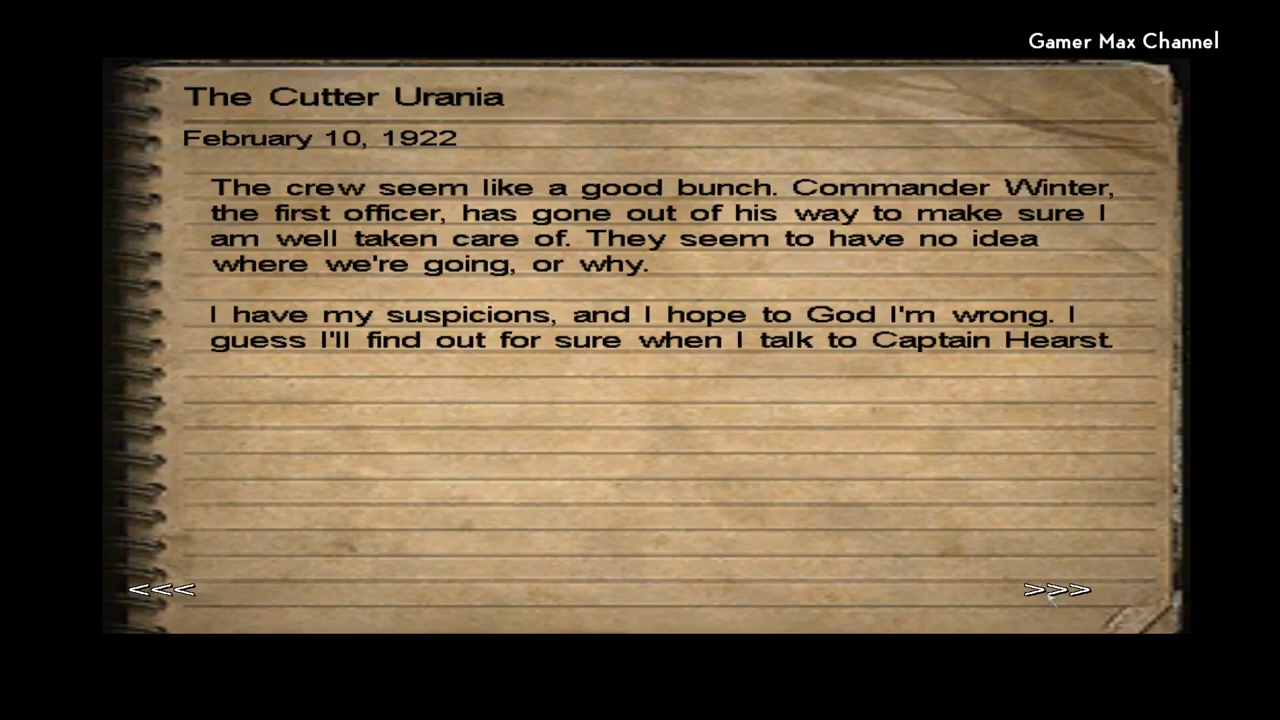 Gamer Max Channel
The Cutter Urania
February 10, 1922
The crew seem like a good bunch. Commander Winter,
the first officer, has gone out of his way to make sure I
am well taken care of. They seem to have no idea
where we're going, or why.
I have my suspicions, and I hope to God I'm wrong. I
guess I'll find out for sure when I talk to Captain Hearst.
<<< >>>